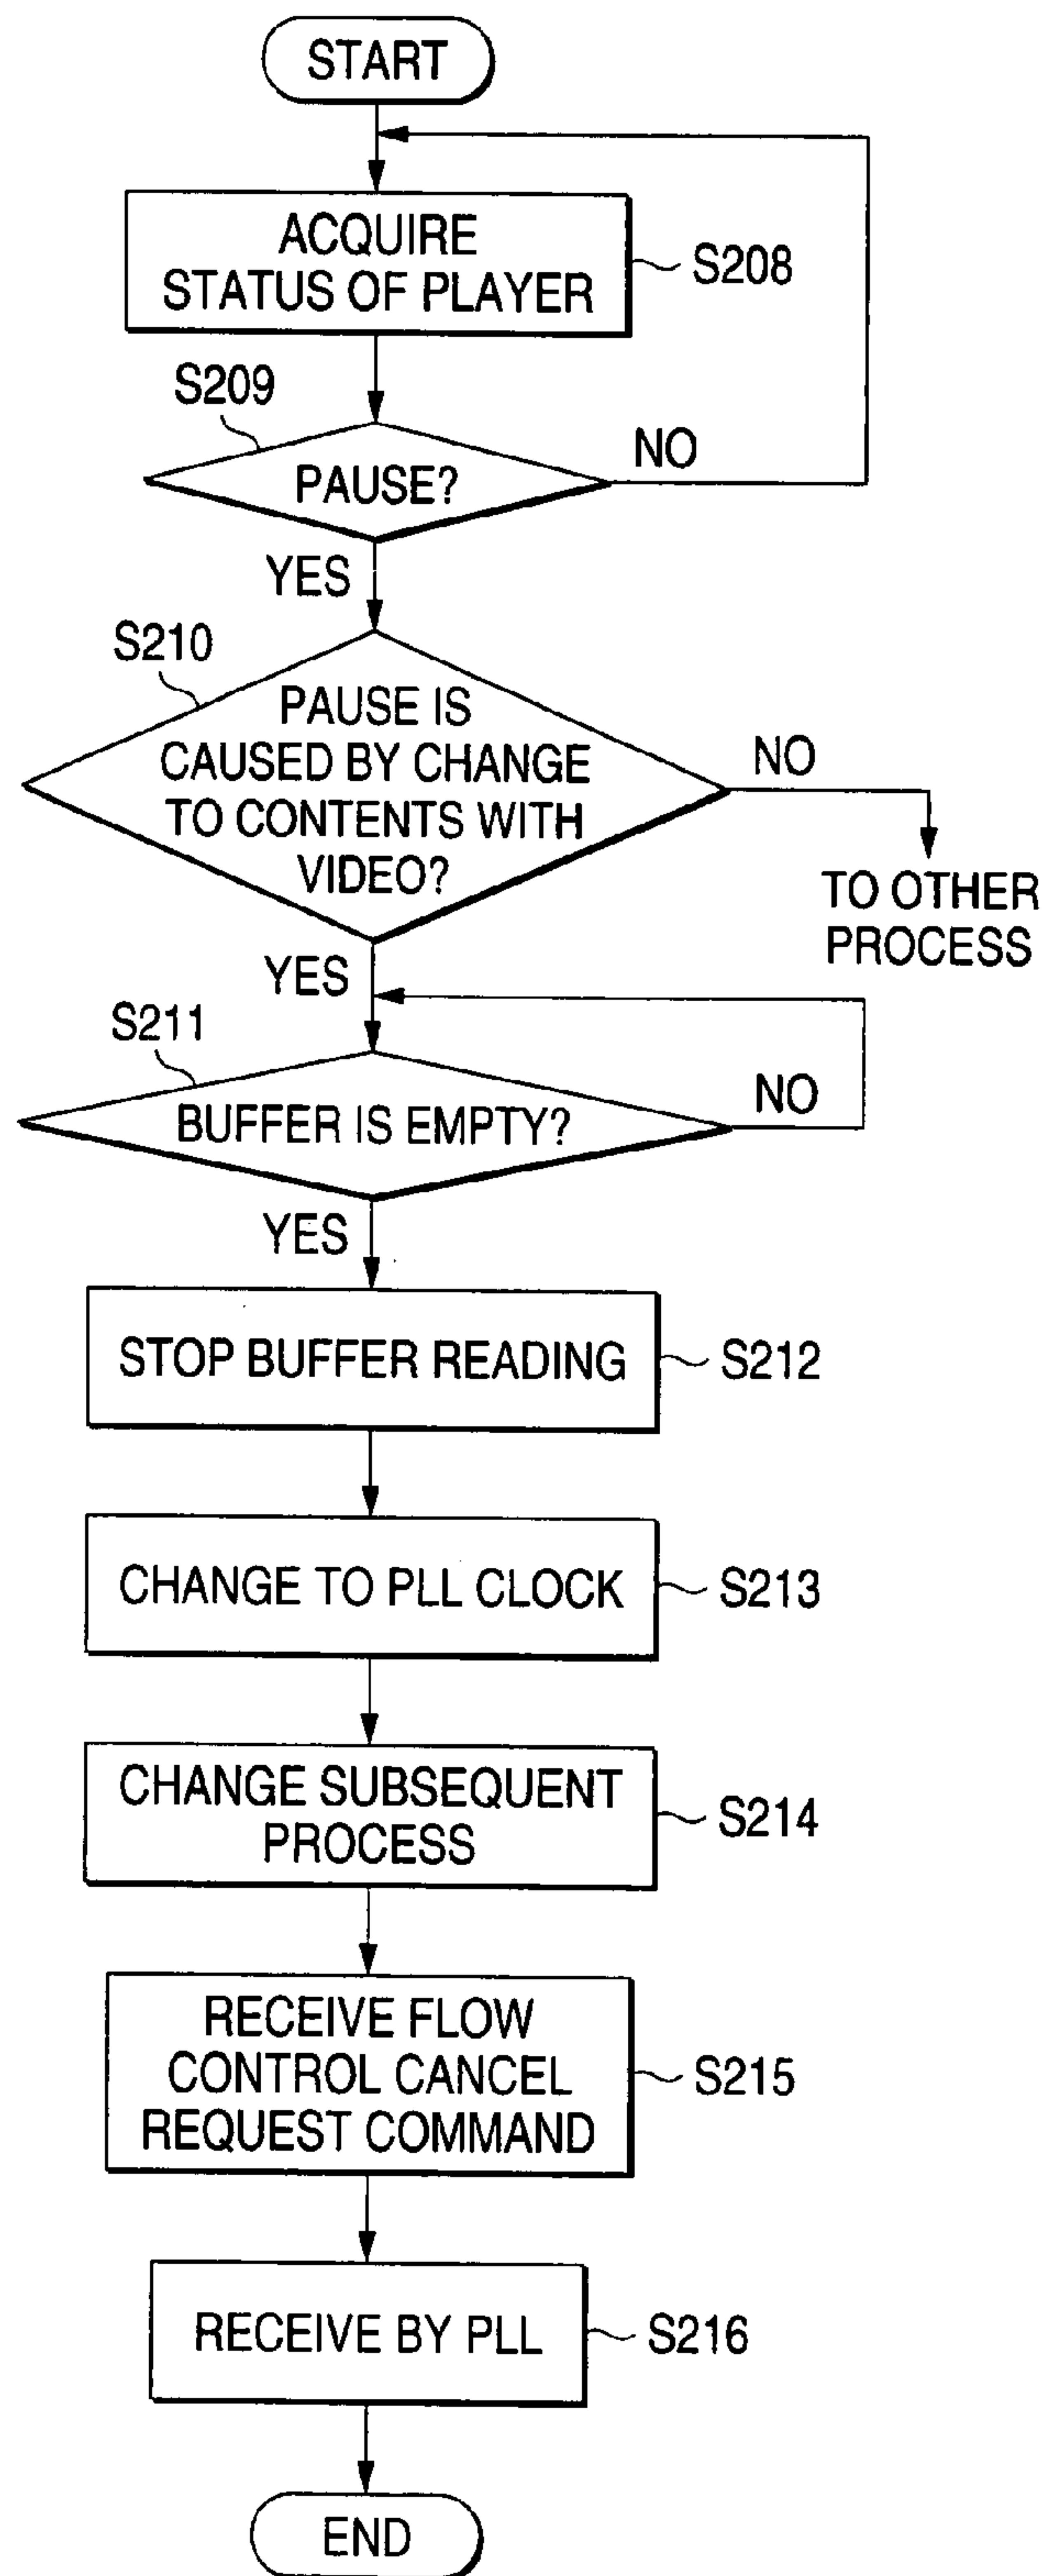 START
ACQUIRE
STATUS OF PLAYER
S208
S209
PAUSE?
NO
YES
S210
PAUSE IS
CAUSED BY CHANGE
TO CONTENTS WITH
VIDEO?
NO
TO OTHER
PROCESS
YES
S211
BUFFER IS EMPTY?
NO
YES
STOP BUFFER READING
S212
CHANGE TO PLL CLOCK
S213
CHANGE SUBSEQUENT
PROCESS
S214
RECEIVE FLOW
CONTROL CANCEL
REQUEST COMMAND
S215
RECEIVE BY PLL
S216
END